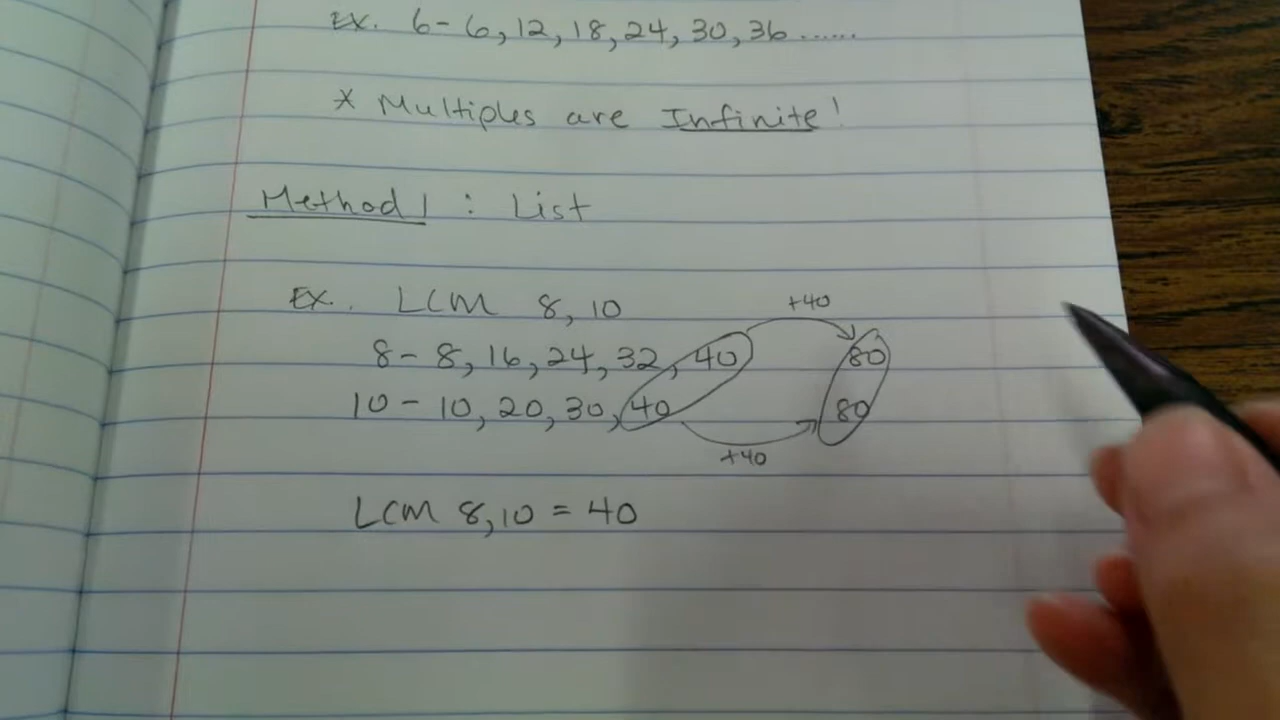 Ex. 6 - 6, 12, 18, 24, 30, 36......
* Multiples are Infinite!
Method 1 : List
Ex. LCM 8, 10
+40
8 - 8, 16, 24, 32, 40 80
10 - 10, 20, 30, 40 80
+40
LCM 8, 10 = 40